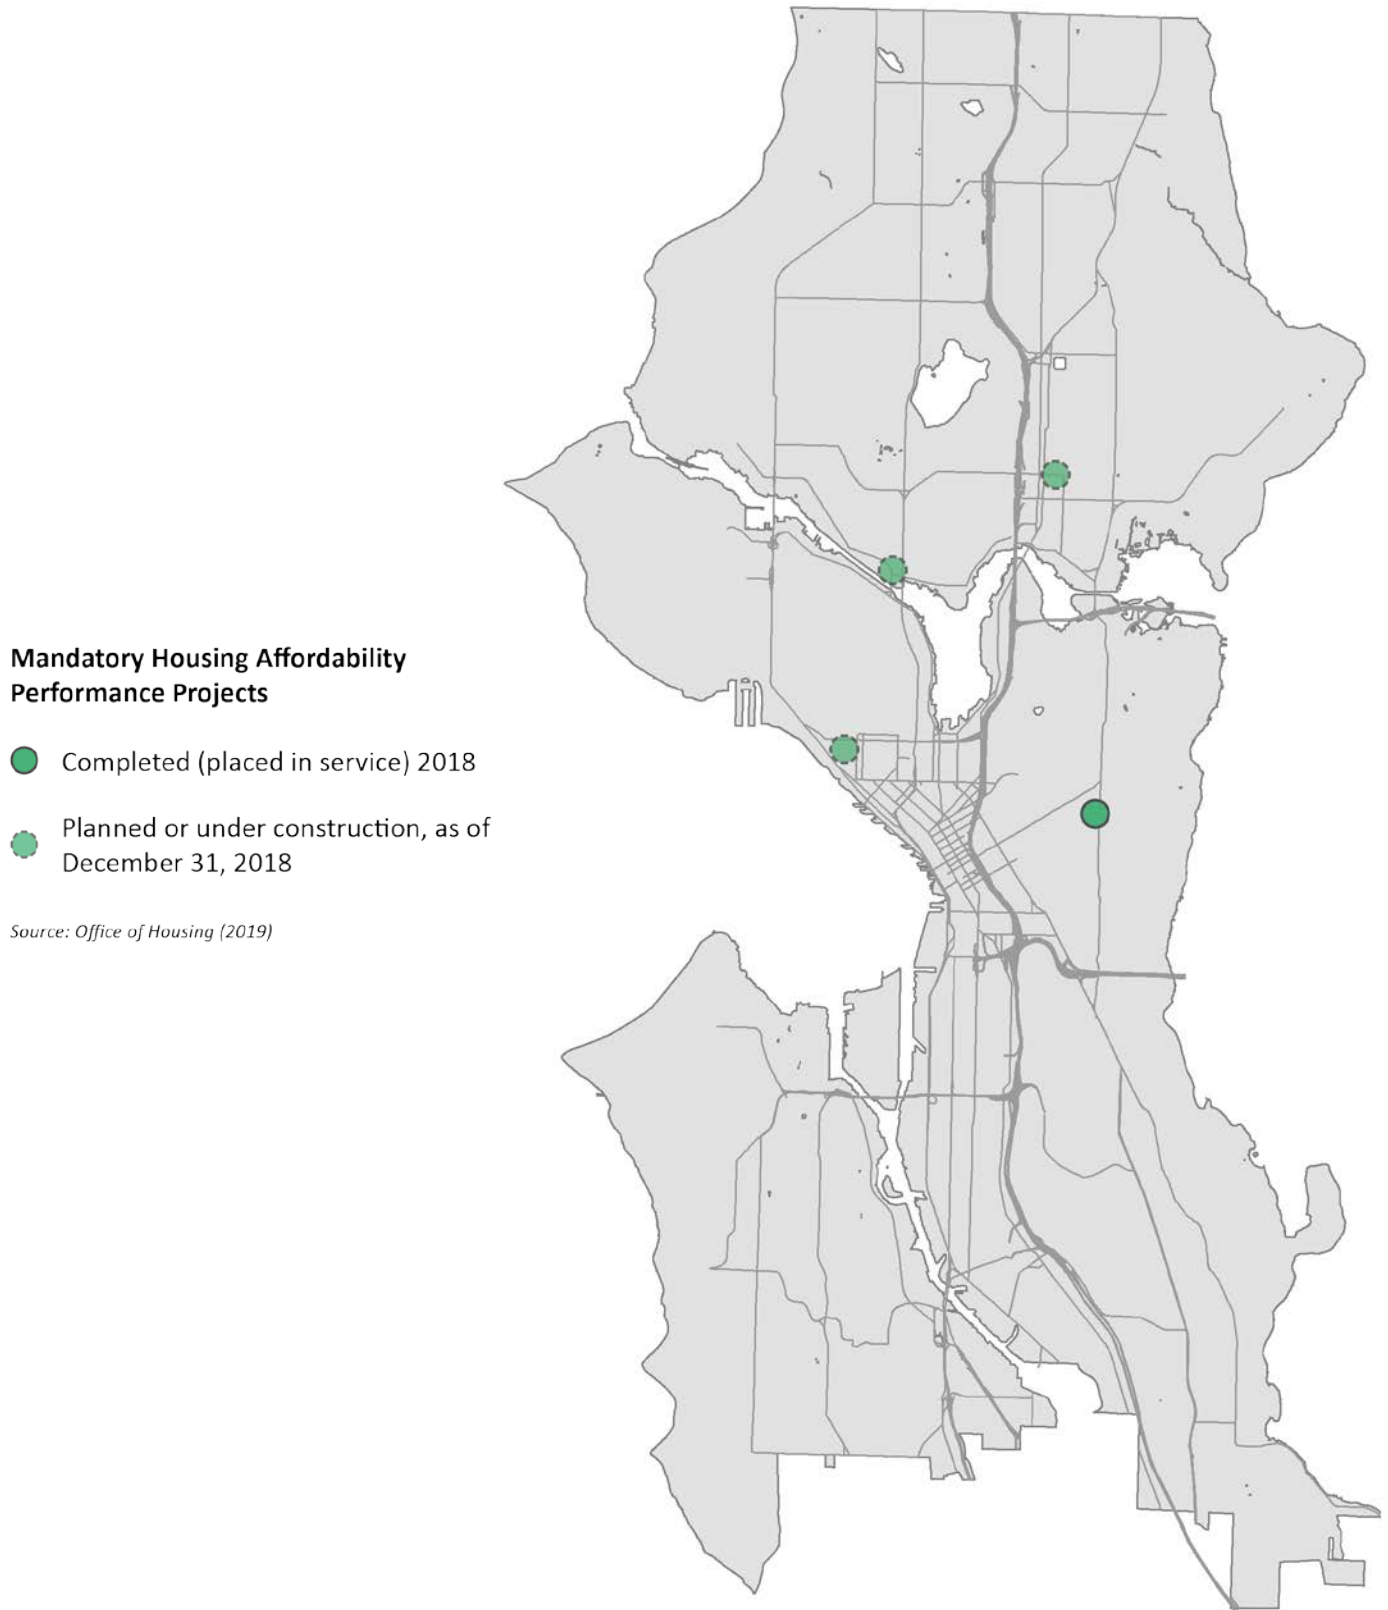 Mandatory Housing Affordability
Performance Projects
Completed (placed in service) 2018
Planned or under construction, as of
December 31, 2018
Source: Office of Housing (2019)